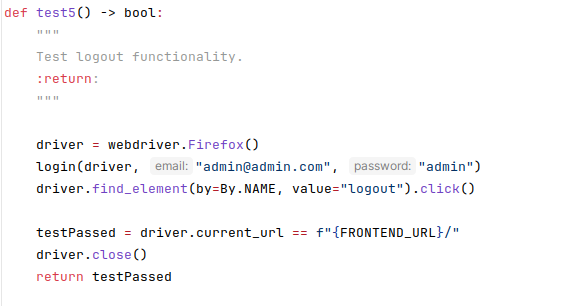 def test5() -> bool:
    """
    Test logout functionality.
    :return:
    """

    driver = webdriver.Firefox()
    login(driver, email: "admin@admin.com", password: "admin")
    driver.find_element(by=By.NAME, value="logout").click()

    testPassed = driver.current_url == f"{FRONTEND_URL}/"
    driver.close()
    return testPassed